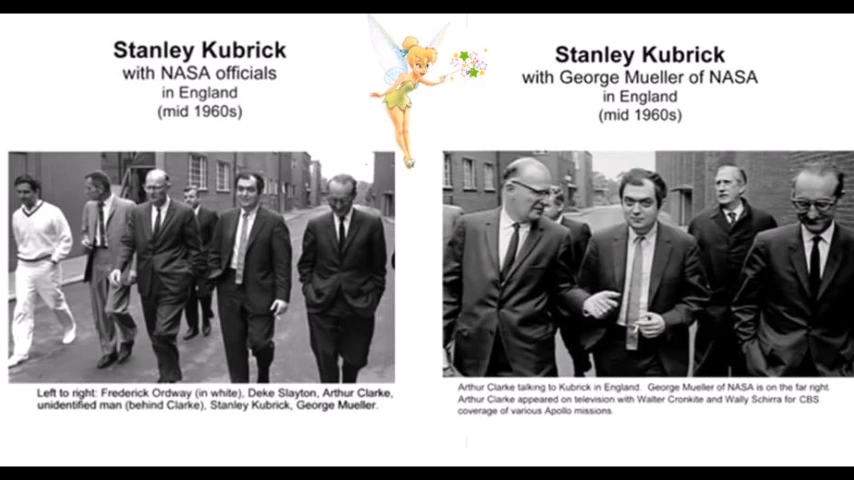 Stanley Kubrick
with NASA officials
in England
(mid 1960s)
Left to right: Frederick Ordway (in white), Deke Slayton, Arthur Clarke,
unidentified man (behind Clarke), Stanley Kubrick, George Mueller.
Stanley Kubrick
with George Mueller of NASA
in England
(mid 1960s)
Arthur Clarke talking to Kubrick in England. George Mueller of NASA is on the far right.
Arthur Clarke appeared on television with Walter Cronkite and Wally Schirra for CBS
coverage of various Apollo missions.